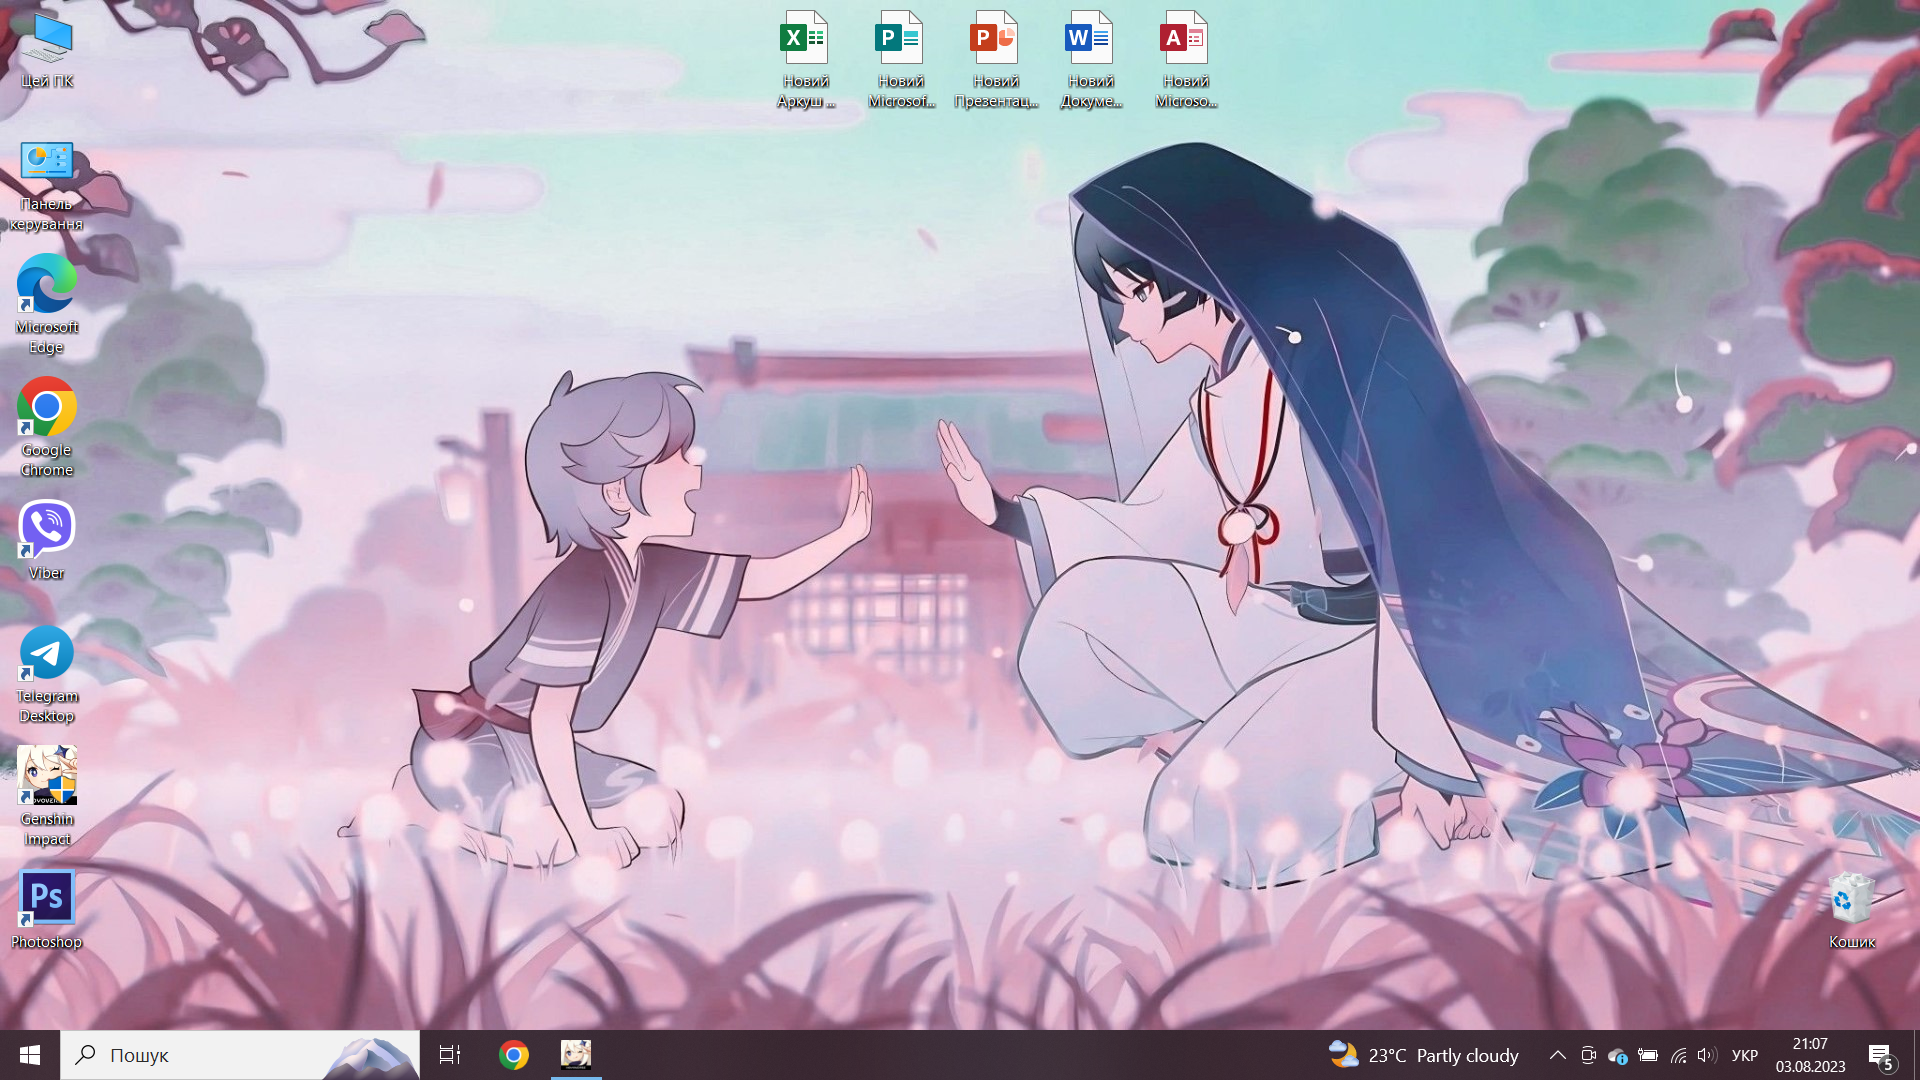 Цей ПК
Панель
керування
Microsoft
Edge
Google
Chrome
Viber
Telegram
Desktop
Genshin
Impact
Ps
Photoshop
X
Новий
Аркуш ...
P
Новий
Microsof...
P
Новий
Презентац...
W
Новий
Докуме...
A
Новий
Microso...
Кошик
Пошук
23°C Partly cloudy
УКР
21:07
03.08.2023
5